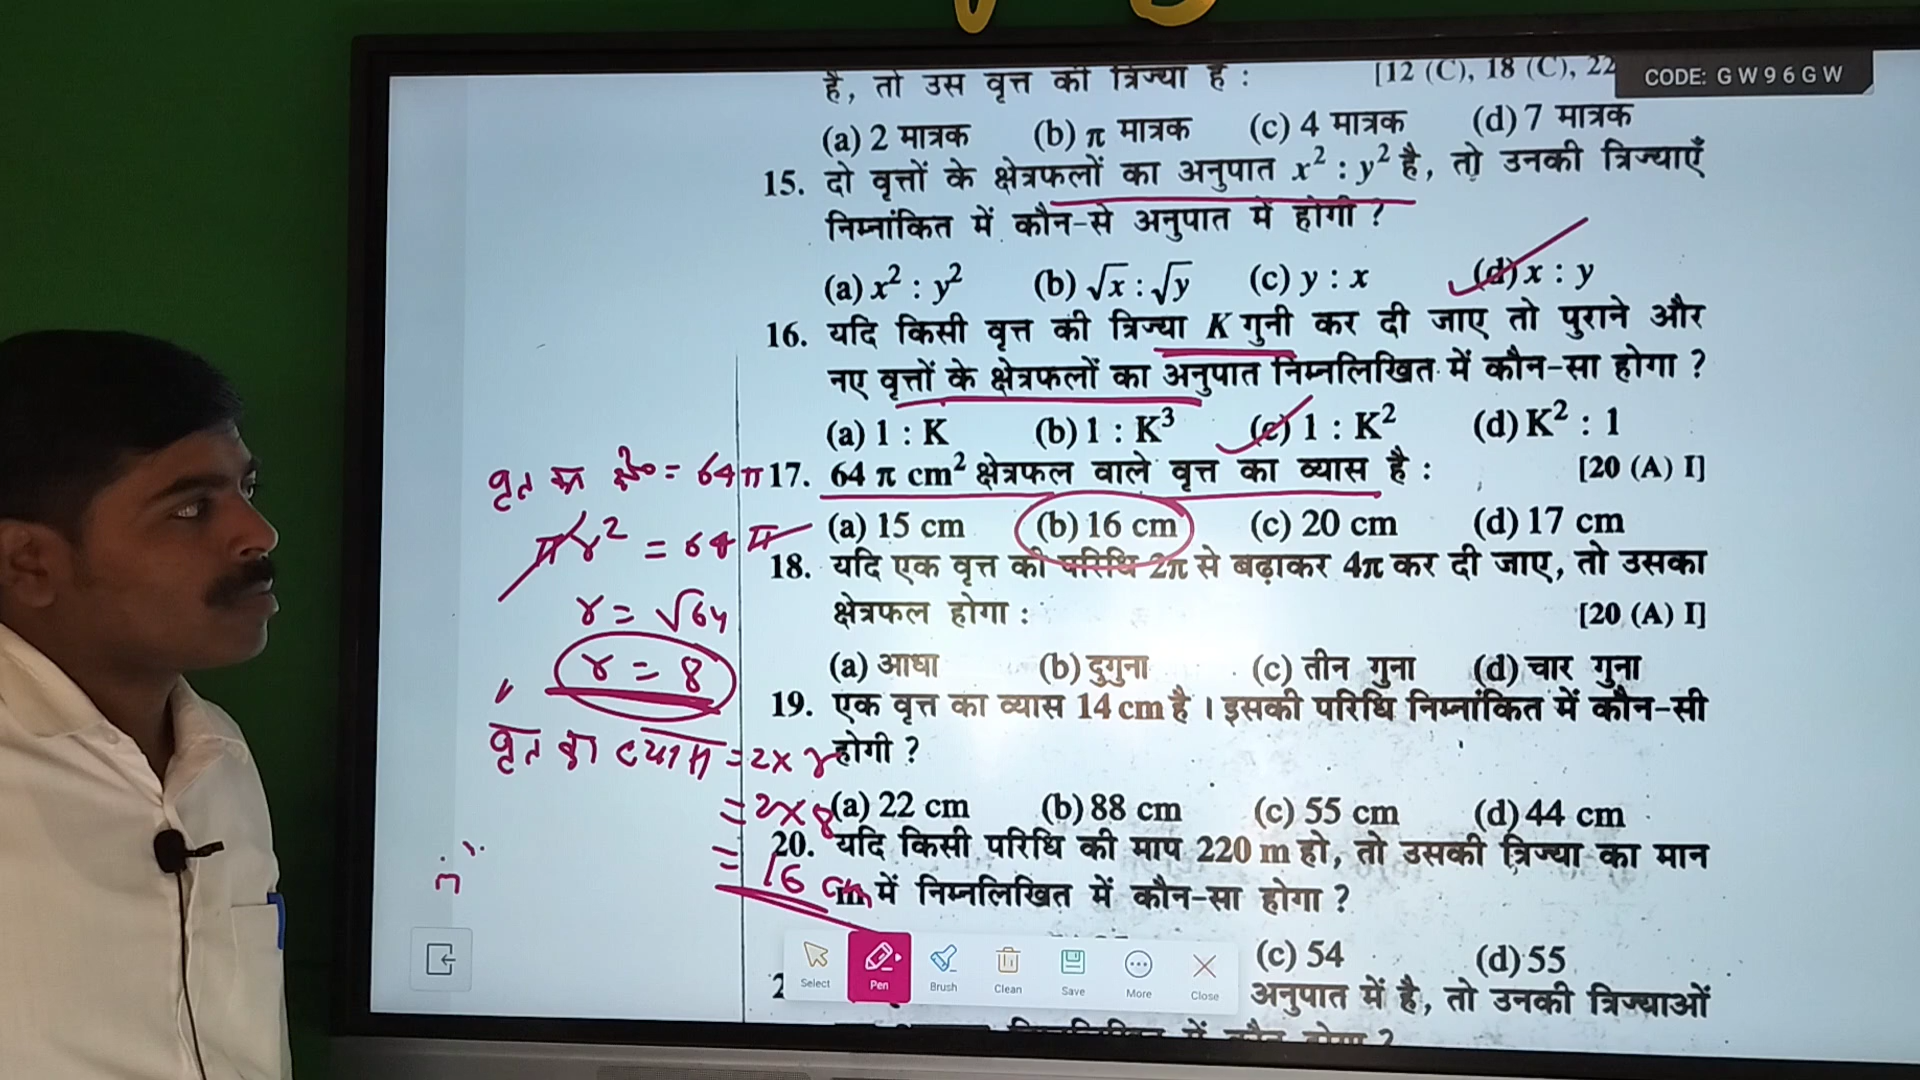 है, तो उस वृत्त की त्रिज्या है : [12 (C), 18 (C), 22
CODE: G W 9 6 G W
(a) 2 मात्रक (b) π मात्रक (c) 4 मात्रक (d) 7 मात्रक
15. दो वृत्तों के क्षेत्रफलों का अनुपात x² : y² है, तो उनकी त्रिज्याएँ
निम्नांकित में कौन-से अनुपात में होगी ?
(a) x² : y² (b) √x : √y (c) y : x (d) x : y
16. यदि किसी वृत्त की त्रिज्या K गुनी कर दी जाए तो पुराने और
नए वृत्तों के क्षेत्रफलों का अनुपात निम्नलिखित में कौन-सा होगा ?
(a) 1 : K (b) 1 : K³ (c) 1 : K² (d) K² : 1
17. 64 π cm² क्षेत्रफल वाले वृत्त का व्यास है : [20 (A) I]
(a) 15 cm (b) 16 cm (c) 20 cm (d) 17 cm
18. यदि एक वृत्त की परिधि 2π से बढ़ाकर 4π कर दी जाए, तो उसका
क्षेत्रफल होगा : [20 (A) I]
(a) आधा (b) दुगुना (c) तीन गुना (d) चार गुना
19. एक वृत्त का व्यास 14 cm है । इसकी परिधि निम्नांकित में कौन-सी
होगी ?
(a) 22 cm (b) 88 cm (c) 55 cm (d) 44 cm
20. यदि किसी परिधि की माप 220 m हो, तो उसकी त्रिज्या का मान
m में निम्नलिखित में कौन-सा होगा ?
(c) 54 (d) 55
अनुपात में है, तो उनकी त्रिज्याओं
वृत का क्षे० = 64π
πr² = 64π
r = √64
r = 8
वृत का व्यास = 2 x r
= 2 x 8
= 16 cm
Select Pen Brush Clean Save More Close